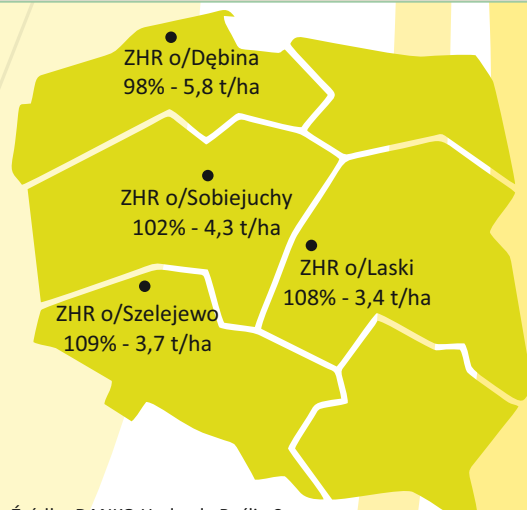 ZHR o/Dębina
98% - 5,8 t/ha
ZHR o/Sobiejuchy
102% - 4,3 t/ha
ZHR o/Laski
108% - 3,4 t/ha
ZHR o/Szelejewo
109% - 3,7 t/ha